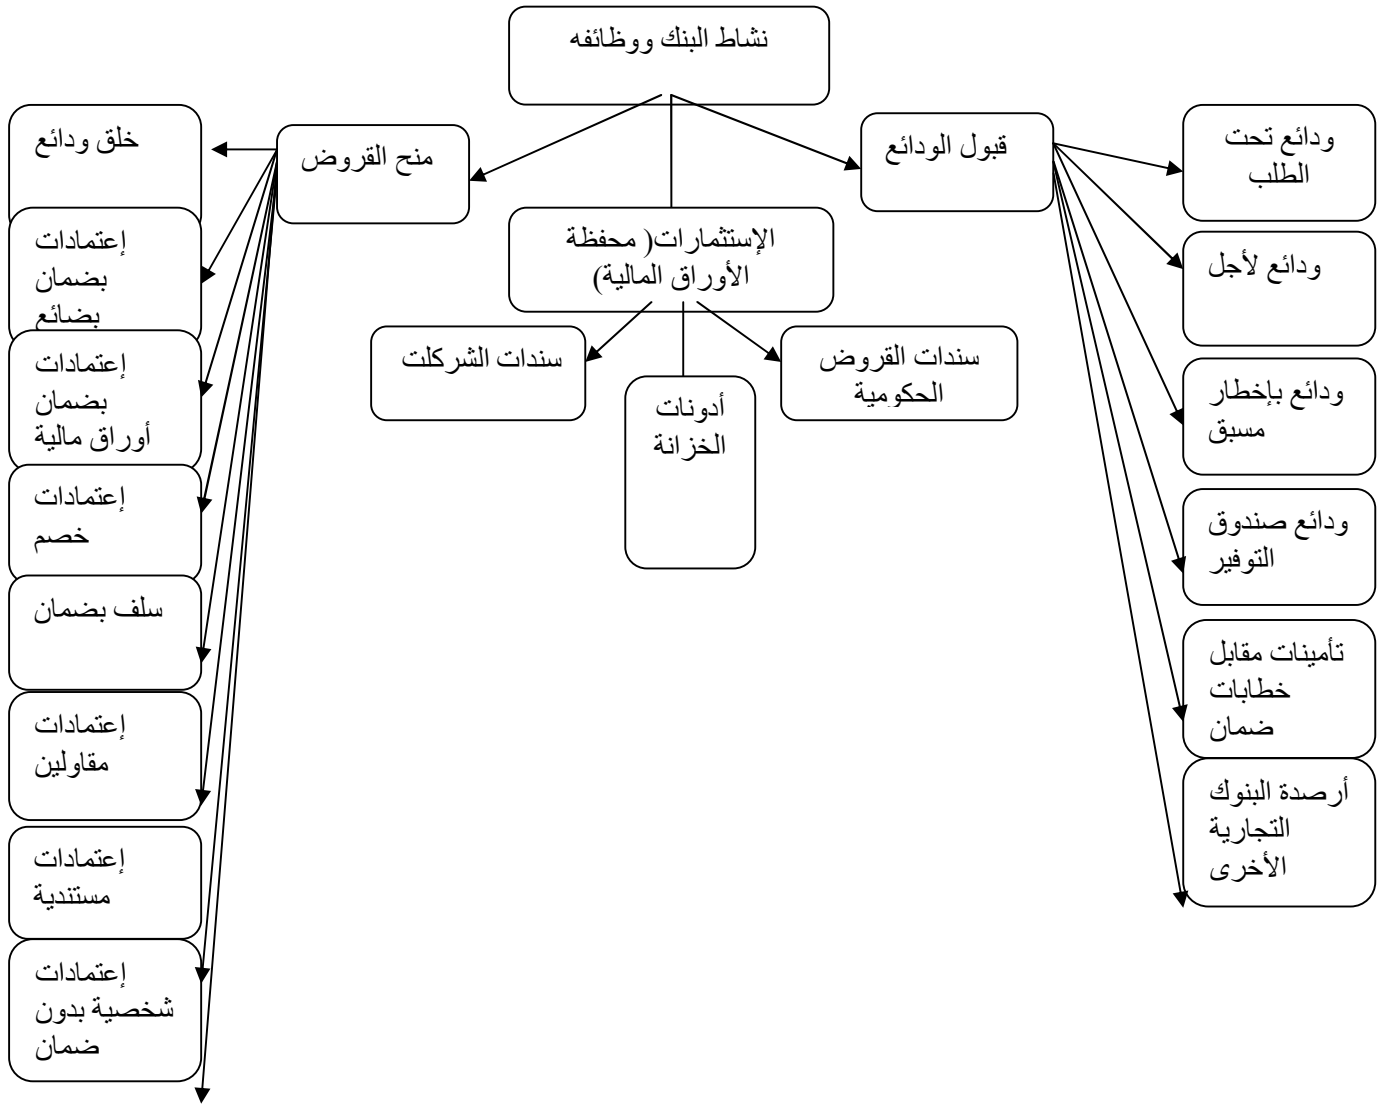 نشاط البنك ووظائفه
قبول الودائع
منح القروض
الإستثمارات( محفظة
الأوراق المالية)
ودائع تحت
الطلب
ودائع لأجل
ودائع بإخطار
مسبق
ودائع صندوق
التوفير
تأمينات مقابل
خطابات
ضمان
أرصدة البنوك
التجارية
الأخرى
سندات القروض
الحكومية
أدونات
الخزانة
سندات الشركلت
خلق ودائع
إعتمادات
بضمان
بضائع
إعتمادات
بضمان
أوراق مالية
إعتمادات
خصم
سلف بضمان
إعتمادات
مقاولين
إعتمادات
مستندية
إعتمادات
شخصية بدون
ضمان